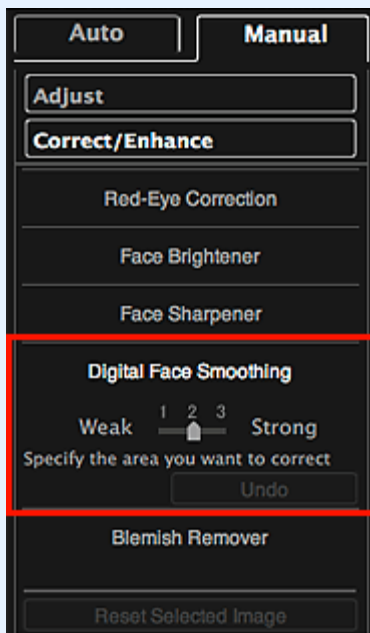 Auto Manual
Adjust
Correct/Enhance
Red-Eye Correction
Face Brightener
Face Sharpener
Digital Face Smoothing
1 2 3
Weak Strong
Specify the area you want to correct
Undo
Blemish Remover
Reset Selected Image